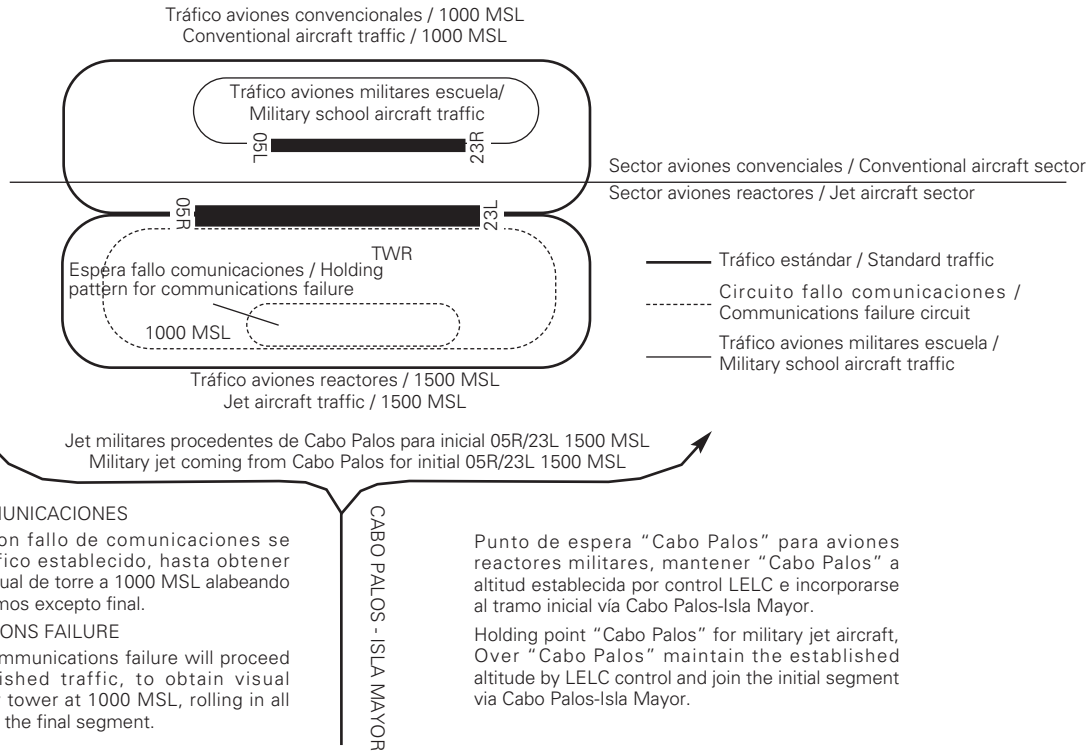 Tráfico aviones convencionales / 1000 MSL
Conventional aircraft traffic / 1000 MSL
Tráfico aviones militares escuela/
Military school aircraft traffic
05L
23R
Sector aviones convenciales / Conventional aircraft sector
Sector aviones reactores / Jet aircraft sector
05R
23L
TWR
Espera fallo comunicaciones / Holding
pattern for communications failure
1000 MSL
Tráfico estándar / Standard traffic
Circuito fallo comunicaciones /
Communications failure circuit
Tráfico aviones militares escuela /
Military school aircraft traffic
Tráfico aviones reactores / 1500 MSL
Jet aircraft traffic / 1500 MSL
Jet militares procedentes de Cabo Palos para inicial 05R/23L 1500 MSL
Military jet coming from Cabo Palos for initial 05R/23L 1500 MSL
MUNICACIONES
on fallo de comunicaciones se
fico establecido, hasta obtener
ual de torre a 1000 MSL alabeando
mos excepto final.
ONS FAILURE
mmunications failure will proceed
ished traffic, to obtain visual
tower at 1000 MSL, rolling in all
the final segment.
CABO PALOS - ISLA MAYOR
Punto de espera “Cabo Palos” para aviones
reactores militares, mantener “Cabo Palos” a
altitud establecida por control LELC e incorporarse
al tramo inicial vía Cabo Palos-Isla Mayor.
Holding point “Cabo Palos” for military jet aircraft,
Over “Cabo Palos” maintain the established
altitude by LELC control and join the initial segment
via Cabo Palos-Isla Mayor.